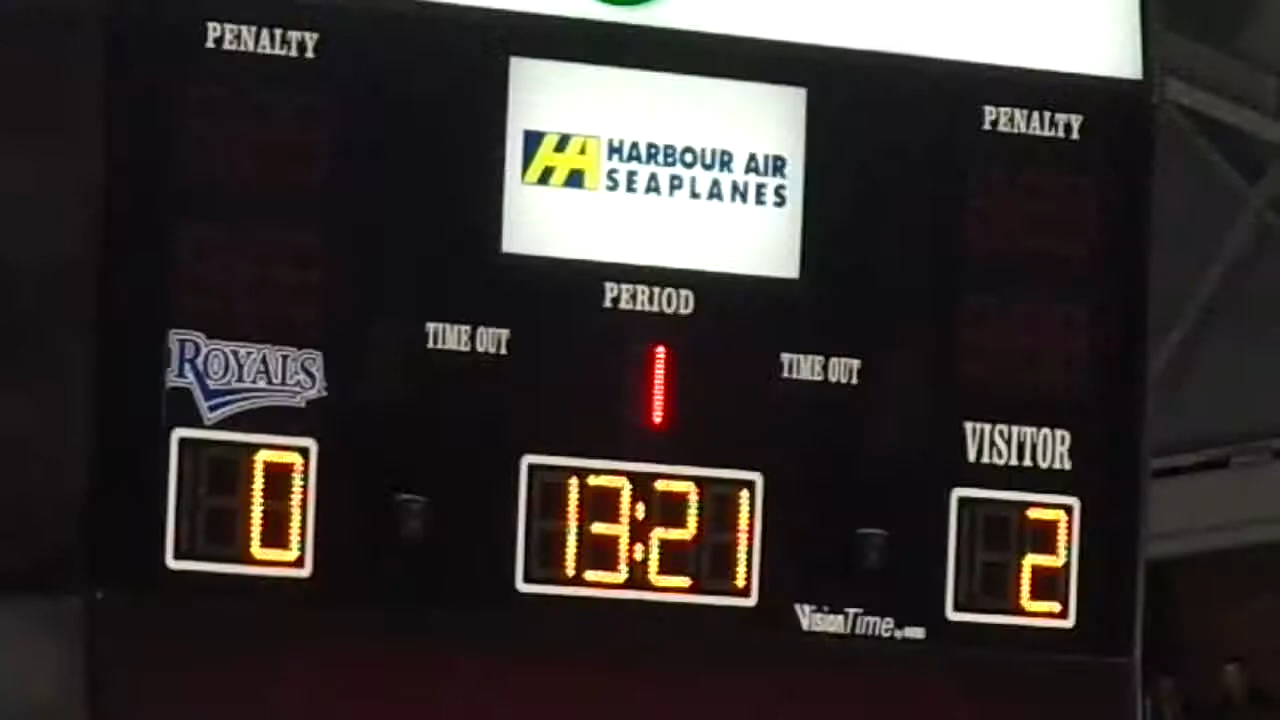 PENALTY
HARBOUR AIR
SEAPLANES
PENALTY
PERIOD
TIME OUT
1
TIME OUT
ROYALS
VISITOR
0
13:21
2
VisionTime